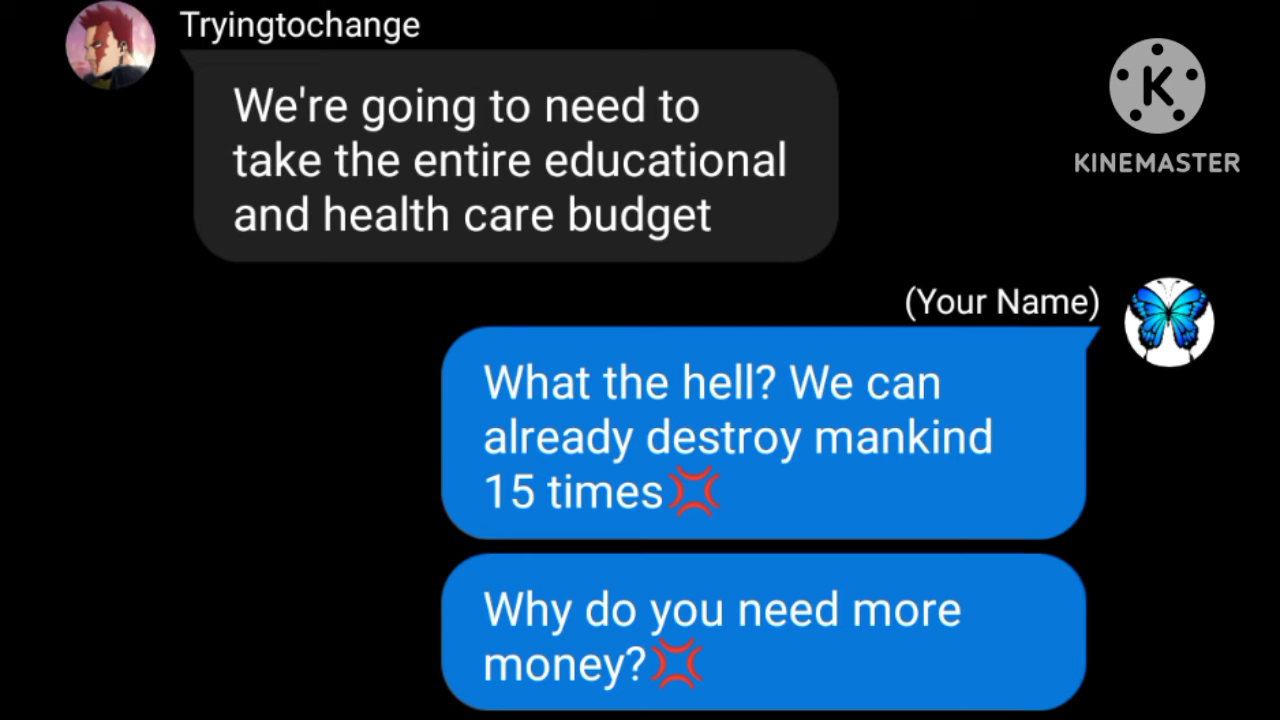 Tryingtochange
We're going to need to
take the entire educational
and health care budget
K
KINEMASTER
(Your Name)
What the hell? We can
already destroy mankind
15 times💢
Why do you need more
money?💢